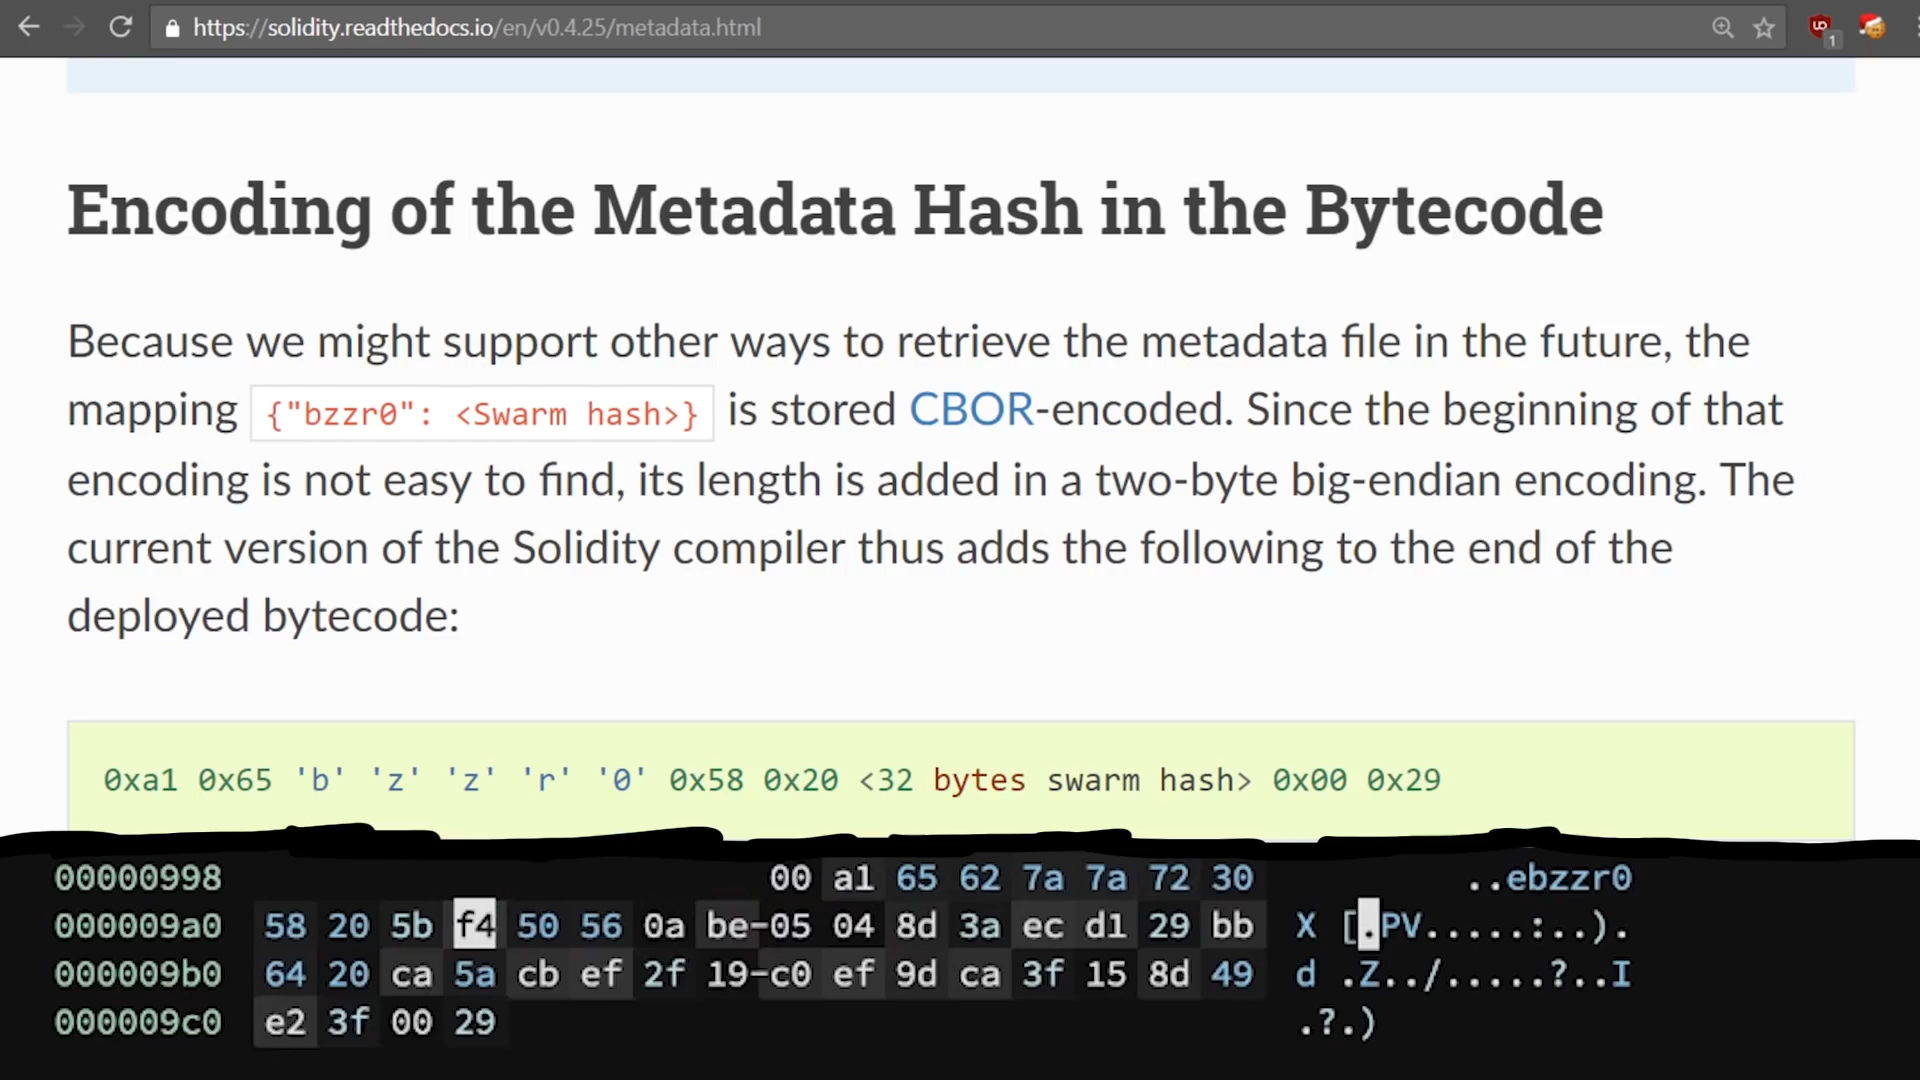 https://solidity.readthedocs.io/en/v0.4.25/metadata.html
1
Encoding of the Metadata Hash in the Bytecode
Because we might support other ways to retrieve the metadata file in the future, the
mapping {"bzzr0": <Swarm hash>} is stored CBOR-encoded. Since the beginning of that
encoding is not easy to find, its length is added in a two-byte big-endian encoding. The
current version of the Solidity compiler thus adds the following to the end of the
deployed bytecode:
0xa1 0x65 'b' 'z' 'z' 'r' '0' 0x58 0x20 <32 bytes swarm hash> 0x00 0x29
00000998 00 a1 65 62 7a 7a 72 30 ..ebzzr0
000009a0 58 20 5b f4 50 56 0a be-05 04 8d 3a ec d1 29 bb X [.PV.....:..).
000009b0 64 20 ca 5a cb ef 2f 19-c0 ef 9d ca 3f 15 8d 49 d .Z../.....?..I
000009c0 e2 3f 00 29 .?.)